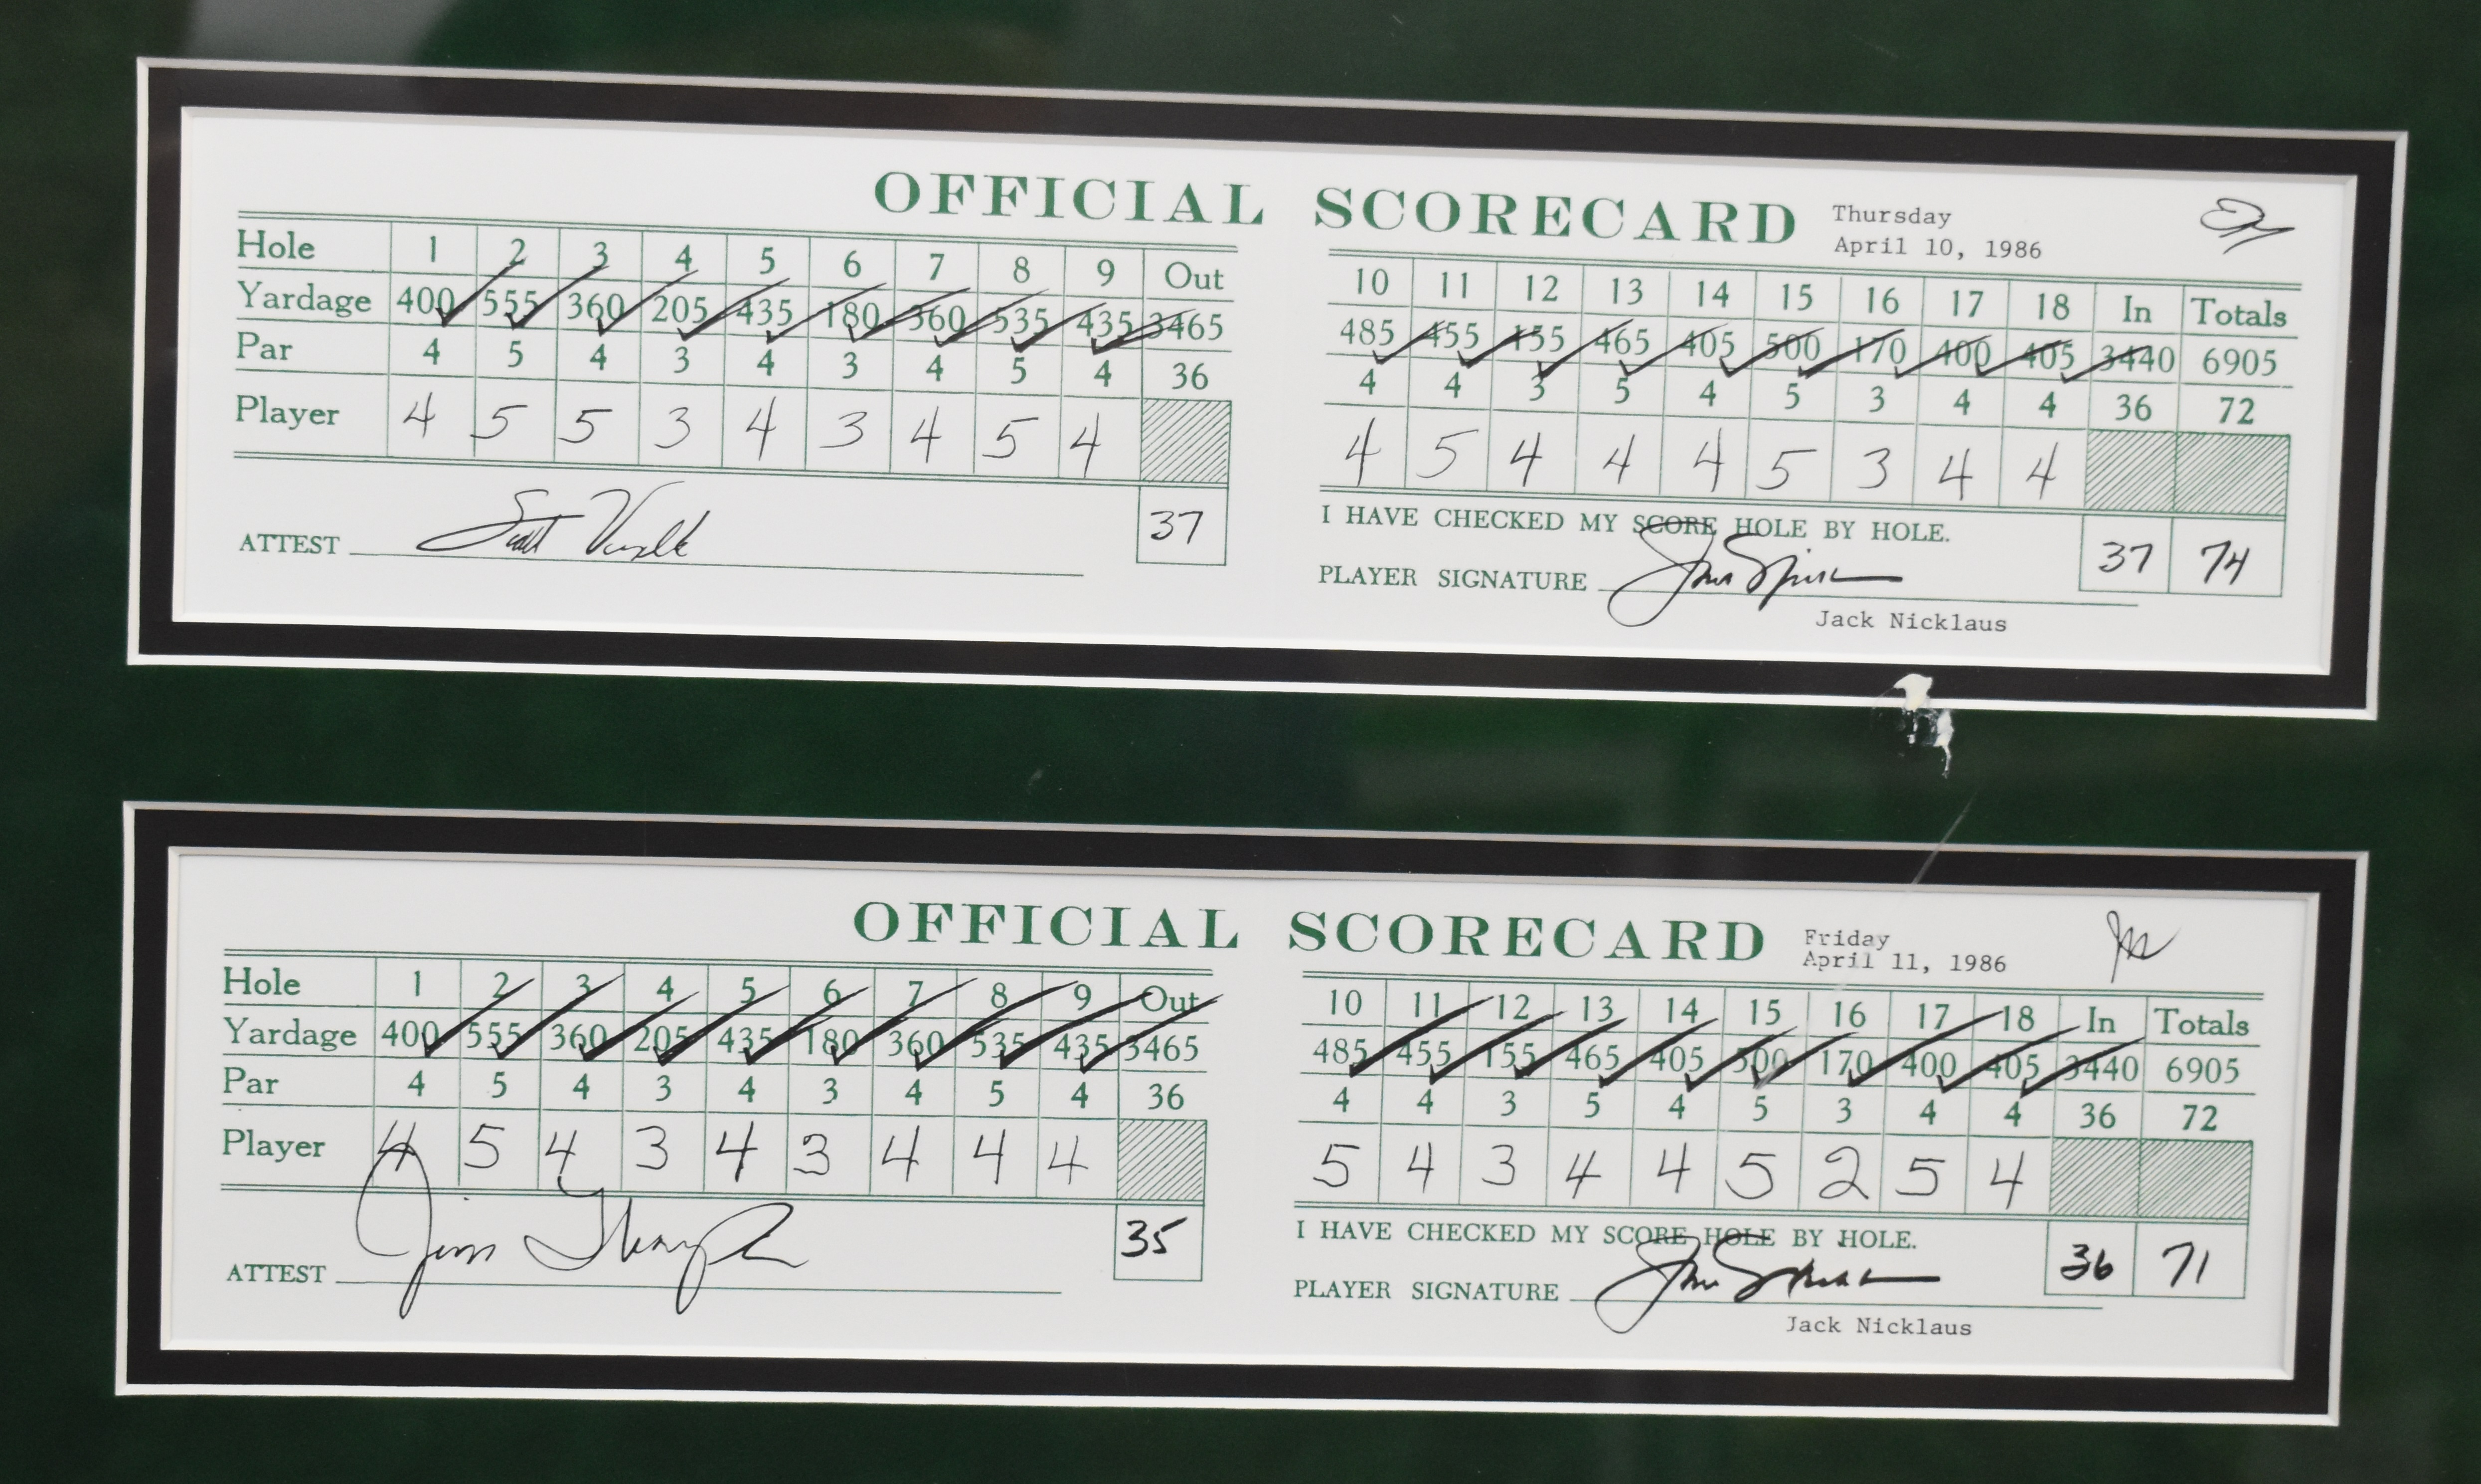 OFFICIAL SCORECARD
Thursday
April 10, 1986
Hole 1 2 3 4 5 6 7 8 9 Out 10 11 12 13 14 15 16 17 18 In Totals
Yardage 400 555 360 205 435 180 360 535 435 3465 485 455 155 465 405 500 170 400 405 3440 6905
Par 4 5 4 3 4 3 4 5 4 36 4 4 3 5 4 5 3 4 4 36 72
Player 4 5 5 3 4 3 4 5 4 4 5 4 4 4 5 3 4 4
37
I HAVE CHECKED MY SCORE HOLE BY HOLE.
37 74
ATTEST Scott Verplk
PLAYER SIGNATURE
Jack Nicklaus
OFFICIAL SCORECARD
Friday
April 11, 1986
Hole 1 2 3 4 5 6 7 8 9 Out 10 11 12 13 14 15 16 17 18 In Totals
Yardage 400 555 360 205 435 180 360 535 435 3465 485 455 155 465 405 500 170 400 405 3440 6905
Par 4 5 4 3 4 3 4 5 4 36 4 4 3 5 4 5 3 4 4 36 72
Player 4 5 4 3 4 3 4 4 4 5 4 3 4 4 5 2 5 4
35
I HAVE CHECKED MY SCORE HOLE BY HOLE.
36 71
ATTEST Jim Thorpe
PLAYER SIGNATURE
Jack Nicklaus